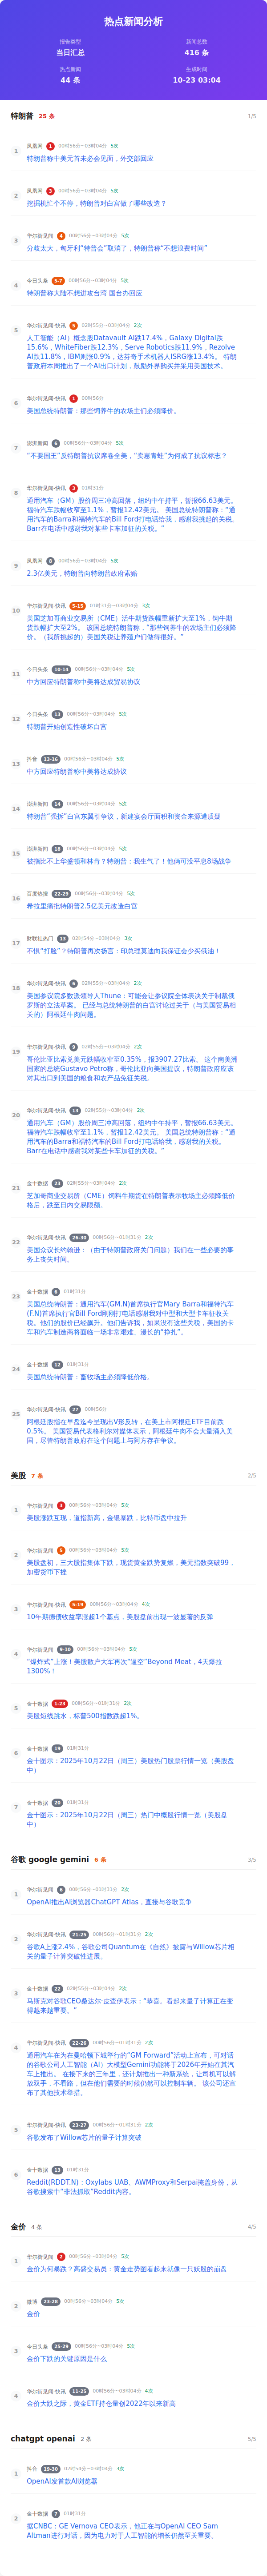 热点新闻分析
报告类型
当日汇总
新闻总数
416 条
热点新闻
44 条
生成时间
10-23 03:04
特朗普 25 条 1/5
1
凤凰网 1 00时56分~03时04分 5次
特朗普称中美元首未必会见面，外交部回应
2
凤凰网 3 00时56分~03时04分 5次
挖掘机忙个不停，特朗普对白宫做了哪些改造？
3
华尔街见闻 4 00时56分~03时04分 5次
分歧太大，匈牙利“特普会”取消了，特朗普称“不想浪费时间”
4
今日头条 5-7 00时56分~03时04分 5次
特朗普称大陆不想进攻台湾 国台办回应
5
华尔街见闻-快讯 5 02时55分~03时04分 2次
人工智能（AI）概念股Datavault AI跌17.4%，Galaxy Digital跌
15.6%，WhiteFiber跌12.3%，Serve Robotics跌11.9%，Rezolve
AI跌11.8%，IBM则涨0.9%，达芬奇手术机器人ISRG涨13.4%。 特朗
普政府本周推出了一个AI出口计划，鼓励外国购买并采用美国技术。
6
华尔街见闻-快讯 1 00时56分
美国总统特朗普：那些饲养牛的农场主们必须降价。
7
澎湃新闻 6 00时56分~03时04分 5次
“不要国王”反特朗普抗议席卷全美，“卖崽青蛙”为何成了抗议标志？
8
华尔街见闻-快讯 3 01时31分
通用汽车（GM）股价周三冲高回落，纽约中午持平，暂报66.63美元。
福特汽车跌幅收窄至1.1%，暂报12.42美元。 美国总统特朗普称：“通
用汽车的Barra和福特汽车的Bill Ford打电话给我，感谢我挑起的关税。
Barr在电话中感谢我对某些卡车加征的关税。”
9
凤凰网 8 00时56分~03时04分 5次
2.3亿美元，特朗普向特朗普政府索赔
10
华尔街见闻-快讯 5-15 01时31分~03时04分 3次
美国芝加哥商业交易所（CME）活牛期货跌幅重新扩大至1%，饲牛期
货跌幅扩大至2%。 该国总统特朗普称，“那些饲养牛的农场主们必须降
价。（我所挑起的）美国关税让养殖户们做得很好。
11
今日头条 10-14 00时56分~03时04分 5次
中方回应特朗普称中美将达成贸易协议
12
今日头条 13 00时56分~03时04分 5次
特朗普开始创造性破坏白宫
13
抖音 13-16 00时56分~03时04分 5次
中方回应特朗普称中美将达成协议
14
澎湃新闻 14 00时56分~03时04分 5次
特朗普“强拆”白宫东翼引争议，新建宴会厅面积和资金来源遭质疑
15
澎湃新闻 18 00时56分~03时04分 5次
被指比不上华盛顿和林肯？特朗普：我生气了！他俩可没平息8场战争
16
百度热搜 22-29 00时56分~03时04分 5次
希拉里痛批特朗普2.5亿美元改造白宫
17
财联社热门 13 02时54分~03时04分 3次
不惧“打脸”？特朗普再次扬言：印总理莫迪向我保证会少买俄油！
18
华尔街见闻-快讯 6 02时55分~03时04分 2次
美国参议院多数派领导人Thune：可能会让参议院全体表决关于制裁俄
罗斯的立法草案。 已经与总统特朗普的白宫讨论过关于（与美国贸易相
关的）阿根廷牛肉问题。
19
华尔街见闻-快讯 9 02时55分~03时04分 2次
哥伦比亚比索兑美元跌幅收窄至0.35%，报3907.27比索。 这个南美洲
国家的总统Gustavo Petro称，哥伦比亚向美国提议，特朗普政府应该
对其出口到美国的粮食和农产品免征关税。
20
华尔街见闻-快讯 13 02时55分~03时04分 2次
通用汽车（GM）股价周三冲高回落，纽约中午持平，暂报66.63美元。
福特汽车跌幅收窄至1.1%，暂报12.42美元。 美国总统特朗普称：“通
用汽车的Barra和福特汽车的Bill Ford打电话给我，感谢我的关税。
Barr在电话中感谢我对某些卡车加征的关税。”
21
金十数据 23 02时55分~03时04分 2次
芝加哥商业交易所（CME）饲料牛期货在特朗普表示牧场主必须降低价
格后，跌至日内交易限额。
22
华尔街见闻-快讯 26-30 00时56分~01时31分 2次
美国众议长约翰逊：（由于特朗普政府关门问题）我们在一些必要的事
务上丧失时间。
23
金十数据 6 01时31分
美国总统特朗普：通用汽车(GM.N)首席执行官Mary Barra和福特汽车
(F.N)首席执行官Bill Ford刚刚打电话感谢我对中型和大型卡车征收关
税。他们的股价已经飙升。他们告诉我，如果没有这些关税，美国的卡
车和汽车制造商将面临一场非常艰难、漫长的“挣扎”。
24
金十数据 12 01时31分
美国总统特朗普：畜牧场主必须降低价格。
25
华尔街见闻-快讯 27 00时56分
阿根廷股指在早盘迄今呈现出V形反转，在美上市阿根廷ETF目前跌
0.5%。 美国贸易代表格利尔对媒体表示，阿根廷牛肉不会大量涌入美
国，尽管特朗普政府在这个问题上与阿方存在争议。
美股 7 条 2/5
1
华尔街见闻 3 00时56分~03时04分 5次
美股涨跌互现，道指新高，金银暴跌，比特币盘中拉升
2
华尔街见闻 5 00时56分~03时04分 5次
美股盘初，三大股指集体下跌，现货黄金跌势复燃，美元指数突破99，
加密货币下挫
3
华尔街见闻-快讯 5-19 00时56分~03时04分 4次
10年期德债收益率涨超1个基点，美股盘前出现一波显著的反弹
4
华尔街见闻 9-10 00时56分~03时04分 5次
“爆炸式”上涨！美股散户大军再次“逼空”Beyond Meat，4天爆拉
1300%！
5
金十数据 1-23 00时56分~01时31分 2次
美股短线跳水，标普500指数跌超1%。
6
金十数据 19 01时31分
金十图示：2025年10月22日（周三）美股热门股票行情一览（美股盘
中）
7
金十数据 20 01时31分
金十图示：2025年10月22日（周三）热门中概股行情一览（美股盘
中）
谷歌 google gemini 6 条 3/5
1
华尔街见闻 6 00时56分~01时31分 2次
OpenAI推出AI浏览器ChatGPT Atlas，直接与谷歌竞争
2
华尔街见闻-快讯 21-25 00时56分~01时31分 2次
谷歌A上涨2.4%，谷歌公司Quantum在《自然》披露与Willow芯片相
关的量子计算突破性进展。
3
金十数据 22 02时55分~03时04分 2次
马斯克对谷歌CEO桑达尔·皮查伊表示：“恭喜。看起来量子计算正在变
得越来越重要。”
4
华尔街见闻-快讯 22-26 00时56分~01时31分 2次
通用汽车在为在曼哈顿下城举行的“GM Forward”活动上宣布，可对话
的谷歌公司人工智能（AI）大模型Gemini功能将于2026年开始在其汽
车上推出。 在接下来的三年里，还计划推出一种新系统，让司机可以解
放双手，不看路，但在他们需要的时候仍然可以控制车辆。 该公司还宣
布了其他技术举措。
5
华尔街见闻-快讯 23-27 00时56分~01时31分 2次
谷歌发布了Willow芯片的量子计算突破
6
金十数据 13 01时31分
Reddit(RDDT.N)：Oxylabs UAB、AWMProxy和Serpai掩盖身份，从
谷歌搜索中“非法抓取”Reddit内容。
金价 4 条 4/5
1
华尔街见闻 2 00时56分~03时04分 5次
金价为何暴跌？高盛交易员：黄金走势图看起来就像一只妖股的崩盘
2
微博 23-28 00时56分~03时04分 5次
金价
3
今日头条 25-29 00时56分~03时04分 5次
金价下跌的关键原因是什么
4
华尔街见闻-快讯 11-25 00时56分~03时04分 4次
金价大跌之际，黄金ETF持仓量创2022年以来新高
chatgpt openai 2 条 5/5
1
抖音 19-30 02时54分~03时04分 3次
OpenAI发首款AI浏览器
2
金十数据 7 01时31分
据CNBC：GE Vernova CEO表示，他正在与OpenAI CEO Sam
Altman进行对话，因为电力对于人工智能的增长仍然至关重要。